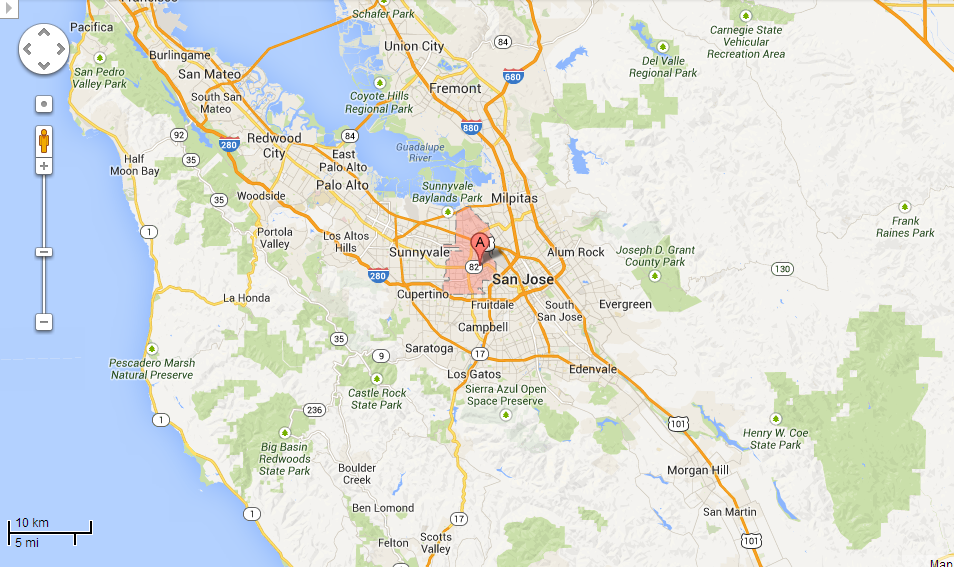 Francisco
Pacifica
Schafer Park
Carnegie State
Vehicular
Recreation Area
Union City
84
Burlingame
Del Valle
Regional Park
San Pedro
Valley Park
San Mateo
680
Fremont
South San
Mateo
Coyote Hills
Regional Park
880
92
280
Redwood
City
84
Guadalupe
River
Half
Moon Bay
35
East
Palo Alto
Palo Alto
Sunnyvale
Baylands Park
Woodside
35
Milpitas
Frank
Raines Park
1
Portola
Valley
Los Altos
Hills
Sunnyvale
A
82
Alum Rock
Joseph D. Grant
County Park
130
280
San Jose
La Honda
Cupertino
Fruitdale
South
San Jose
Evergreen
Campbell
35
9
Saratoga
17
Pescadero Marsh
Natural Preserve
Los Gatos
Edenvale
Castle Rock
State Park
Sierra Azul Open
Space Preserve
236
1
101
Henry W. Coe
State Park
Big Basin
Redwoods
State Park
Boulder
Creek
Morgan Hill
Ben Lomond
San Martin
1
17
10 km
5 mi
Felton
Scotts
Valley
101
Map